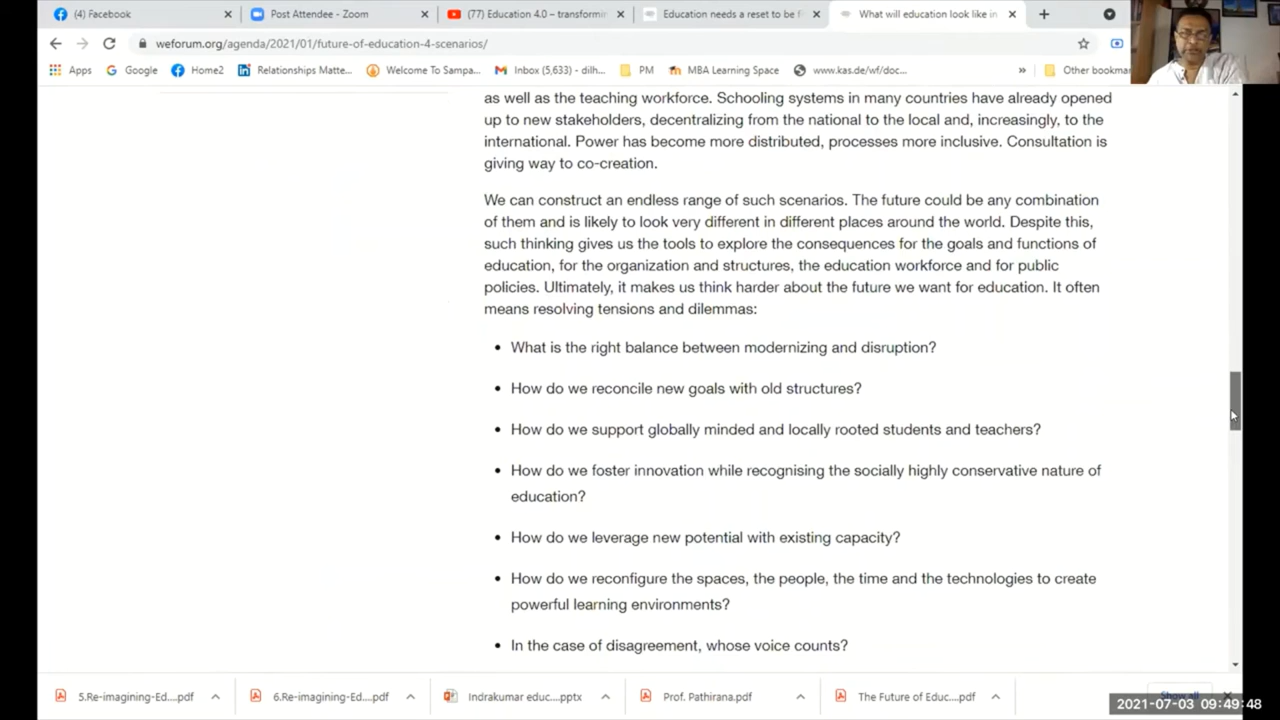 (4) Facebook
Post Attendee - Zoom
(77) Education 4.0 – transformin
Education needs a reset to be f
What will education look like in
weforum.org/agenda/2021/01/future-of-education-4-scenarios/
Apps
Google
Home2
Relationships Matte...
Welcome To Sampa...
Inbox (5,633) - dilh...
PM
MBA Learning Space
www.kas.de/wf/doc...
»
Other bookmar
as well as the teaching workforce. Schooling systems in many countries have already opened
up to new stakeholders, decentralizing from the national to the local and, increasingly, to the
international. Power has become more distributed, processes more inclusive. Consultation is
giving way to co-creation.
We can construct an endless range of such scenarios. The future could be any combination
of them and is likely to look very different in different places around the world. Despite this,
such thinking gives us the tools to explore the consequences for the goals and functions of
education, for the organization and structures, the education workforce and for public
policies. Ultimately, it makes us think harder about the future we want for education. It often
means resolving tensions and dilemmas:
• What is the right balance between modernizing and disruption?
• How do we reconcile new goals with old structures?
• How do we support globally minded and locally rooted students and teachers?
• How do we foster innovation while recognising the socially highly conservative nature of
education?
• How do we leverage new potential with existing capacity?
• How do we reconfigure the spaces, the people, the time and the technologies to create
powerful learning environments?
• In the case of disagreement, whose voice counts?
5.Re-imagining-Ed....pdf
6.Re-imagining-Ed....pdf
Indrakumar educ....pptx
Prof. Pathirana.pdf
The Future of Educ....pdf
Show all
2021-07-03 09:49:48